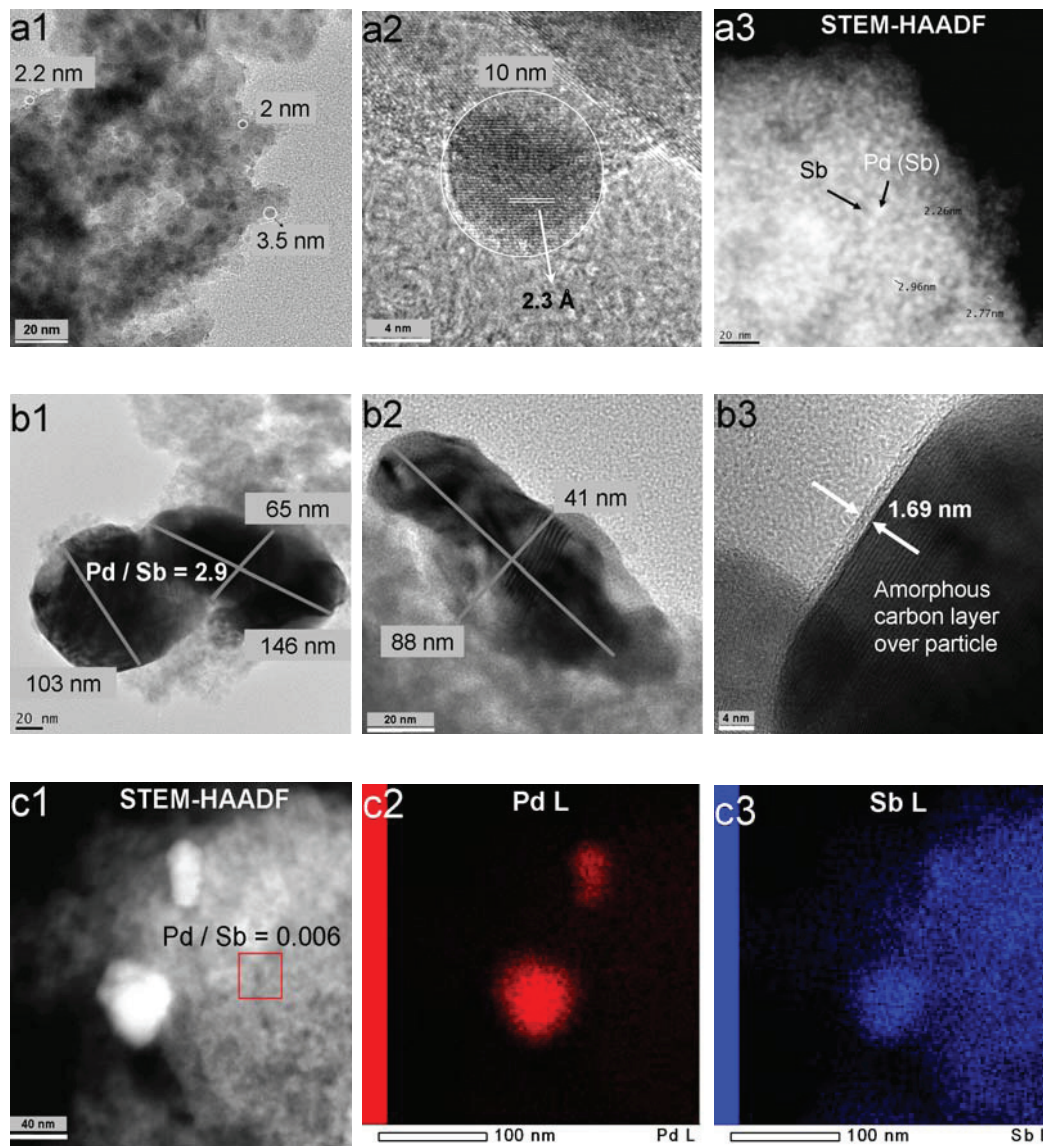 a1
2.2 nm
2 nm
3.5 nm
20 nm
a2
10 nm
2.3 Å
4 nm
a3
STEM-HAADF
Sb
Pd (Sb)
2.26nm
2.96nm
2.77nm
20 nm
b1
65 nm
Pd / Sb = 2.9
146 nm
103 nm
20 nm
b2
41 nm
88 nm
20 nm
b3
1.69 nm
Amorphous
carbon layer
over particle
4 nm
c1
STEM-HAADF
Pd / Sb = 0.006
40 nm
c2
Pd L
100 nm
Pd L
c3
Sb L
100 nm
Sb